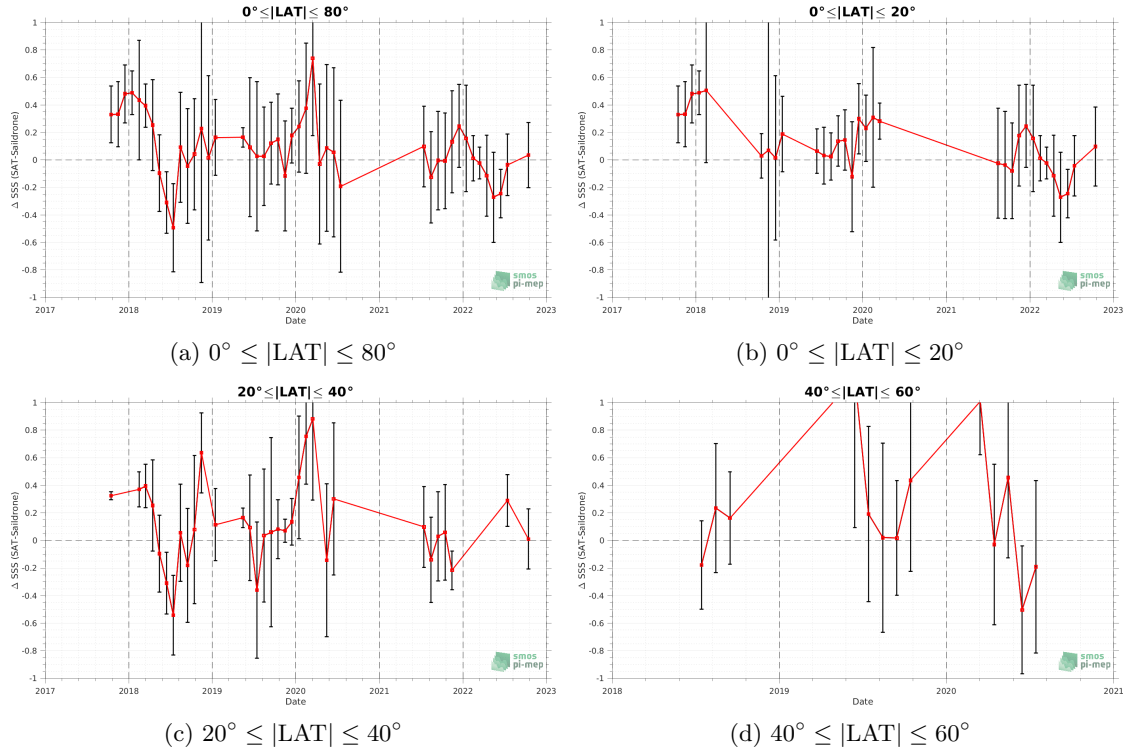 0°≤|LAT|≤ 80°
1
0.8
0.6
0.4
0.2
0
-0.2
-0.4
-0.6
-0.8
-1
Δ SSS (SAT-Saildrone)
2017 2018 2019 2020 2021 2022 2023
Date
smos
pi-mep
(a) 0° ≤ |LAT| ≤ 80°
0°≤|LAT|≤ 20°
1
0.8
0.6
0.4
0.2
0
-0.2
-0.4
-0.6
-0.8
-1
Δ SSS (SAT-Saildrone)
2017 2018 2019 2020 2021 2022 2023
Date
smos
pi-mep
(b) 0° ≤ |LAT| ≤ 20°
20°≤|LAT|≤ 40°
1
0.8
0.6
0.4
0.2
0
-0.2
-0.4
-0.6
-0.8
-1
Δ SSS (SAT-Saildrone)
2017 2018 2019 2020 2021 2022 2023
Date
smos
pi-mep
(c) 20° ≤ |LAT| ≤ 40°
40°≤|LAT|≤ 60°
1
0.8
0.6
0.4
0.2
0
-0.2
-0.4
-0.6
-0.8
-1
Δ SSS (SAT-Saildrone)
2018 2019 2020 2021
Date
smos
pi-mep
(d) 40° ≤ |LAT| ≤ 60°